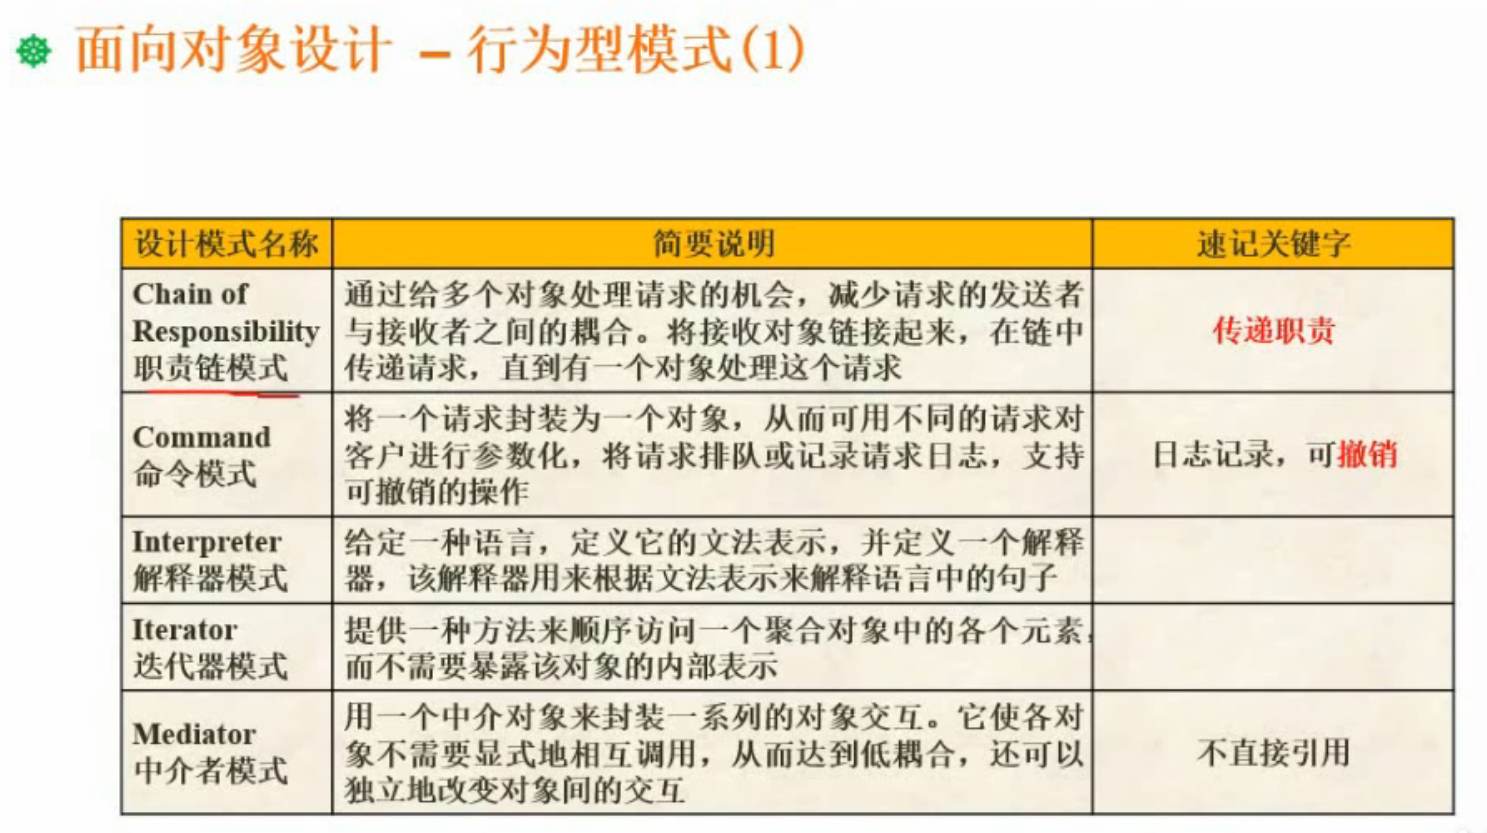 面向对象设计 – 行为型模式(1)
设计模式名称
简要说明
速记关键字
Chain of
Responsibility
职责链模式
通过给多个对象处理请求的机会，减少请求的发送者
与接收者之间的耦合。将接收对象链接起来，在链中
传递请求，直到有一个对象处理这个请求
传递职责
Command
命令模式
将一个请求封装为一个对象，从而可用不同的请求对
客户进行参数化，将请求排队或记录请求日志，支持
可撤销的操作
日志记录，可撤销
Interpreter
解释器模式
给定一种语言，定义它的文法表示，并定义一个解释
器，该解释器用来根据文法表示来解释语言中的句子
Iterator
迭代器模式
提供一种方法来顺序访问一个聚合对象中的各个元素，
而不需要暴露该对象的内部表示
Mediator
中介者模式
用一个中介对象来封装一系列的对象交互。它使各对
象不需要显式地相互调用，从而达到低耦合，还可以
独立地改变对象间的交互
不直接引用